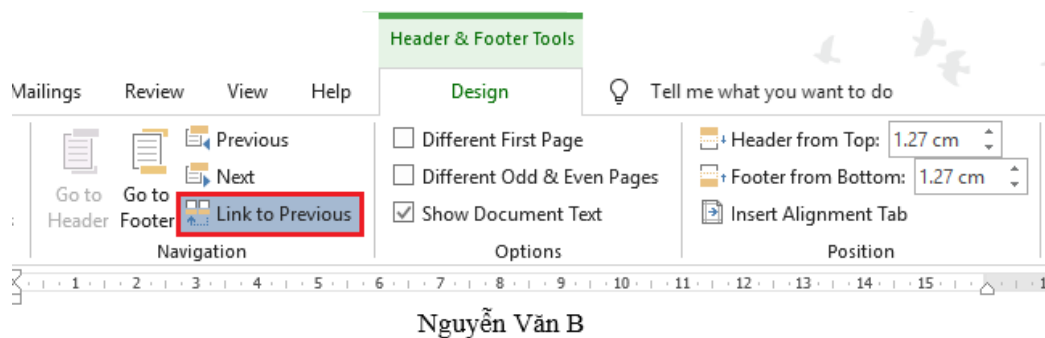 Header & Footer Tools
Mailings Review View Help Design Tell me what you want to do
Previous Different First Page Header from Top: 1.27 cm
Next Different Odd & Even Pages Footer from Bottom: 1.27 cm
Go to Header Go to Footer Link to Previous Show Document Text Insert Alignment Tab
Navigation Options Position
1 2 3 4 5 6 7 8 9 10 11 12 13 14 15 1
Nguyễn Văn B